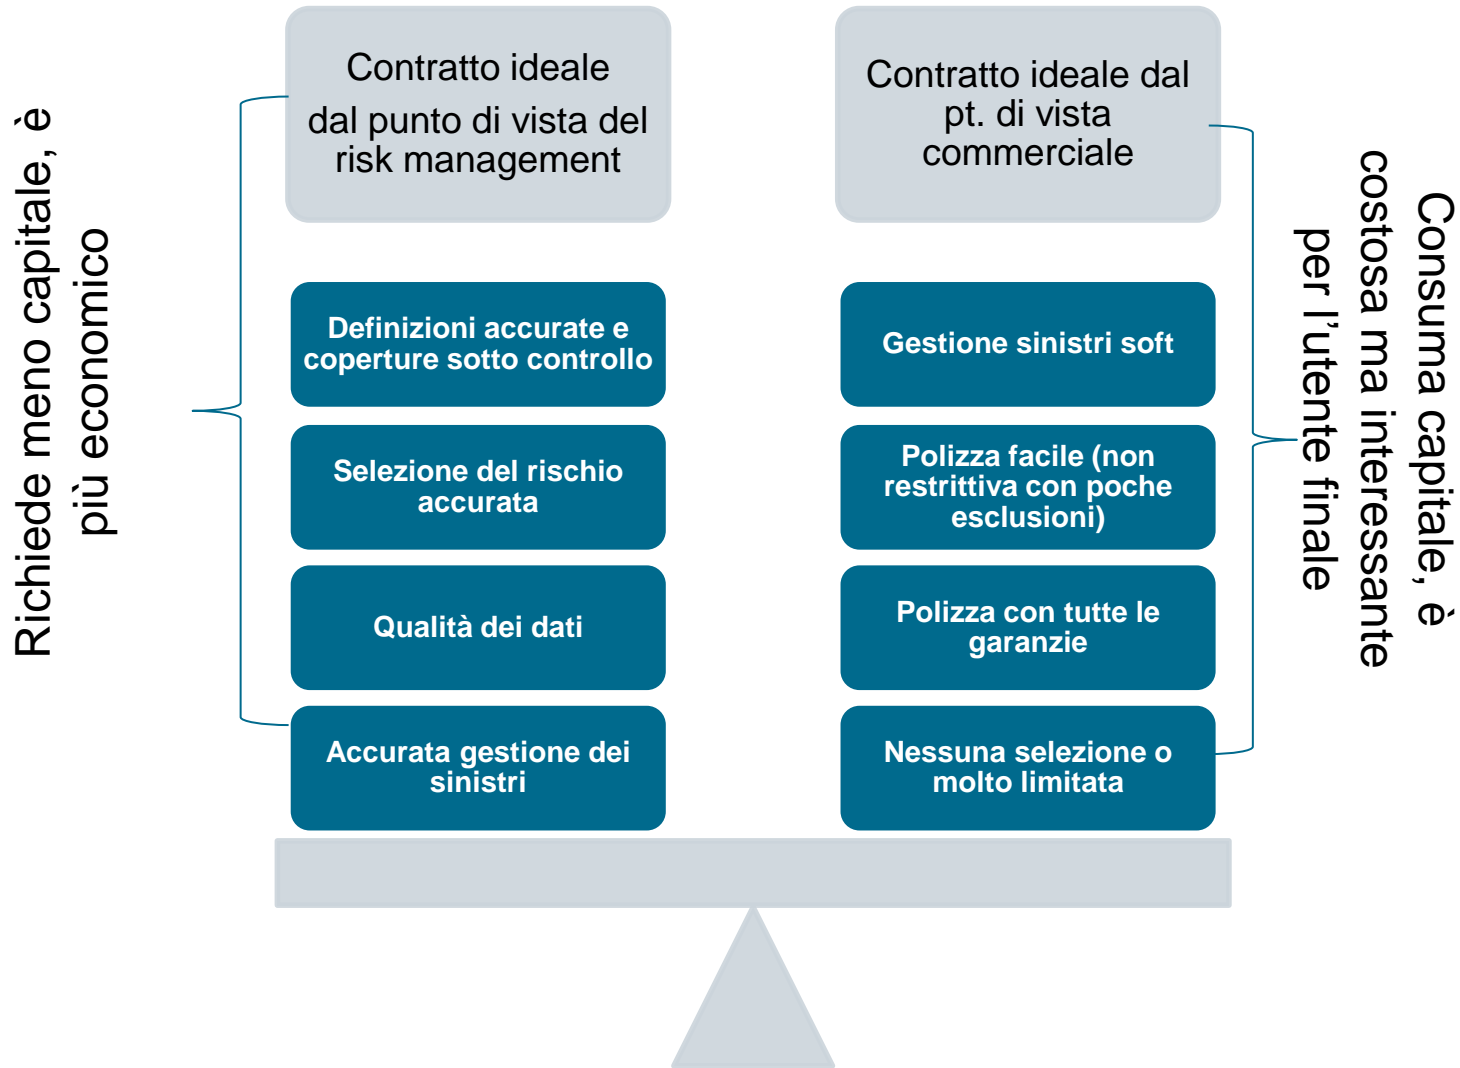 Richiede meno capitale, è
più economico
Contratto ideale
dal punto di vista del
risk management
Definizioni accurate e
coperture sotto controllo
Selezione del rischio
accurata
Qualità dei dati
Accurata gestione dei
sinistri
Contratto ideale dal
pt. di vista
commerciale
Gestione sinistri soft
Polizza facile (non
restrittiva con poche
esclusioni)
Polizza con tutte le
garanzie
Nessuna selezione o
molto limitata
Consuma capitale, è
costosa ma interessante
per l'utente finale